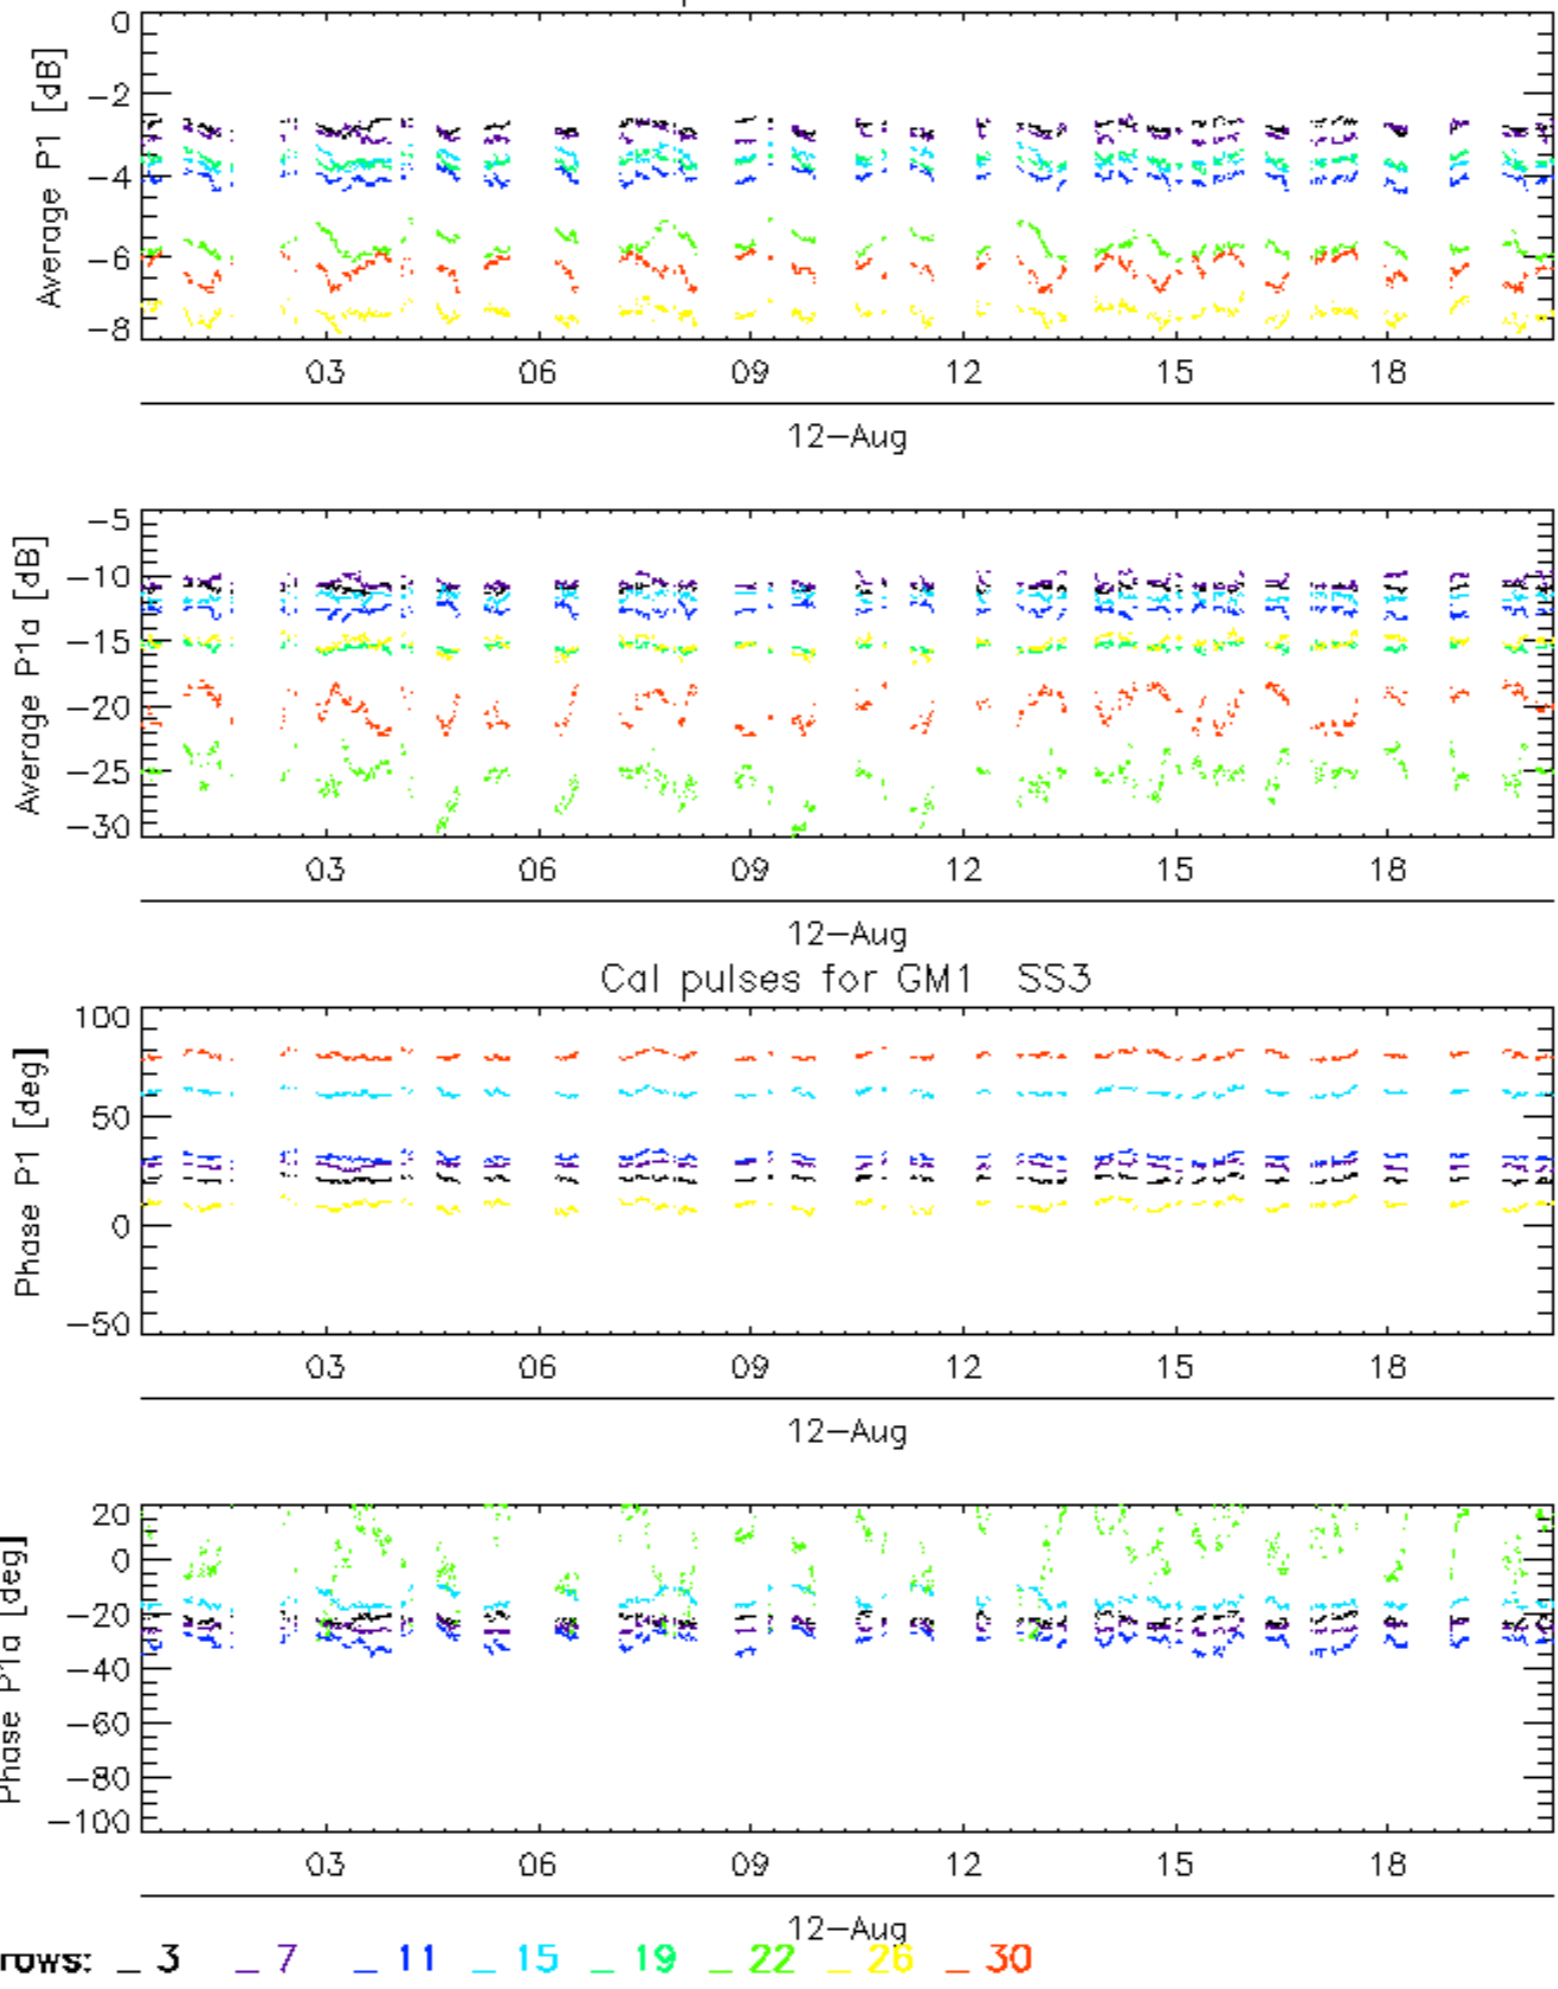 0
−2
−4
−6
−8
Average P1 [dB]
03 06 09 12 15 18
12−Aug
−5
−10
−15
−20
−25
−30
Average P1a [dB]
03 06 09 12 15 18
12−Aug
Cal pulses for GM1 SS3
100
50
0
−50
Phase P1 [deg]
03 06 09 12 15 18
12−Aug
20
0
−20
−40
−60
−80
−100
Phase P1a [deg]
03 06 09 12 15 18
12−Aug
rows: _ 3 _ 7 _ 11 _ 15 _ 19 _ 22 _ 26 _ 30